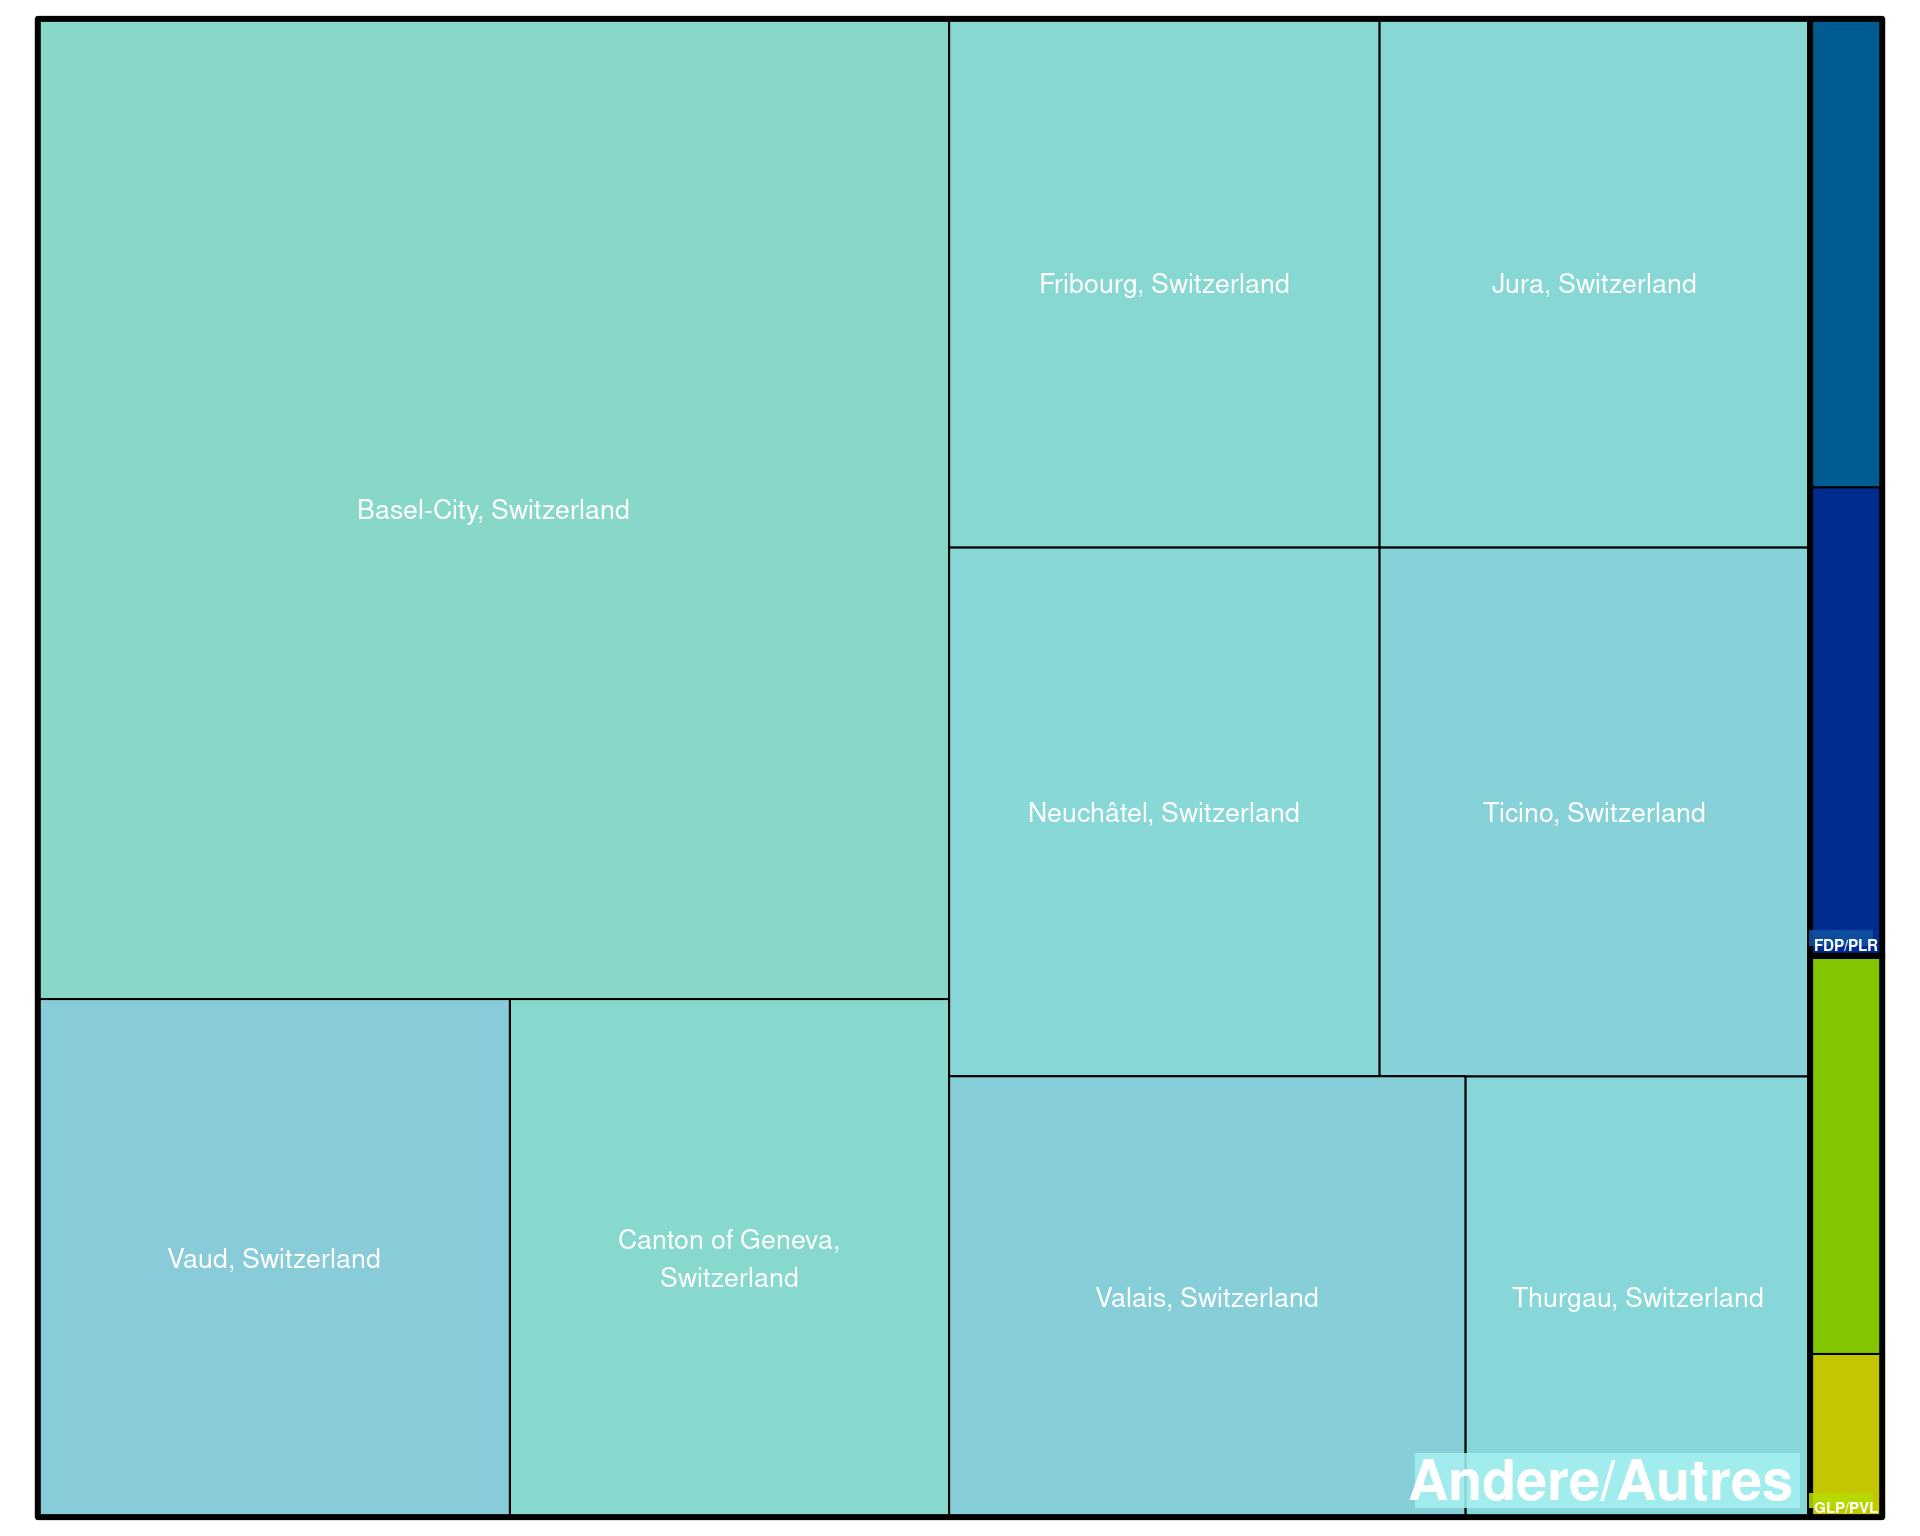 Basel-City, Switzerland
Fribourg, Switzerland
Jura, Switzerland
Neuchâtel, Switzerland
Ticino, Switzerland
FDP/PLR
Vaud, Switzerland
Canton of Geneva,
Switzerland
Valais, Switzerland
Thurgau, Switzerland
Andere/Autres
GLP/PVL